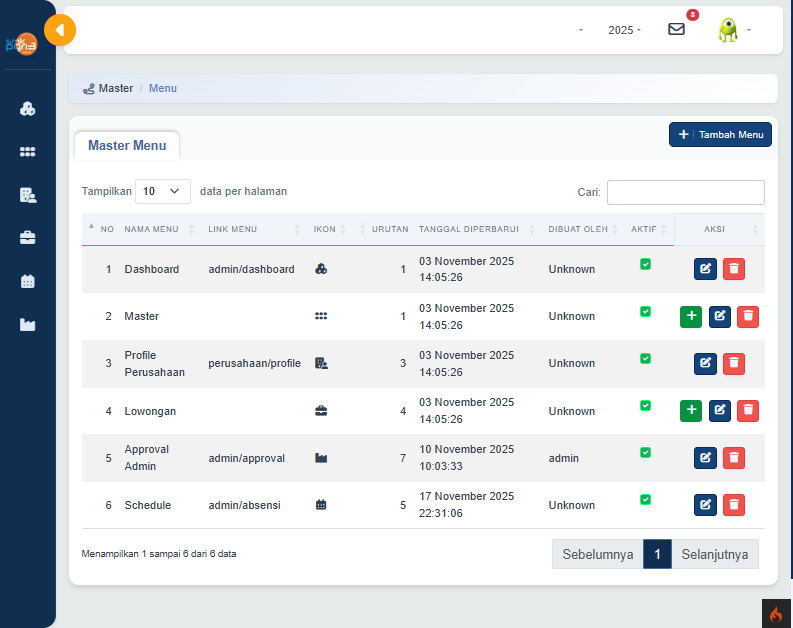 2025
3
Master / Menu
Master Menu
Tambah Menu
Tampilkan 10 data per halaman
Cari:
NO NAMA MENU LINK MENU IKON URUTAN TANGGAL DIPERBARUI DIBUAT OLEH AKTIF AKSI
1 Dashboard admin/dashboard 1 03 November 2025 14:05:26 Unknown
2 Master 1 03 November 2025 14:05:26 Unknown
3 Profile Perusahaan perusahaan/profile 3 03 November 2025 14:05:26 Unknown
4 Lowongan 4 03 November 2025 14:05:26 Unknown
5 Approval Admin admin/approval 7 10 November 2025 10:03:33 admin
6 Schedule admin/absensi 5 17 November 2025 22:31:06 Unknown
Menampilkan 1 sampai 6 dari 6 data
Sebelumnya 1 Selanjutnya